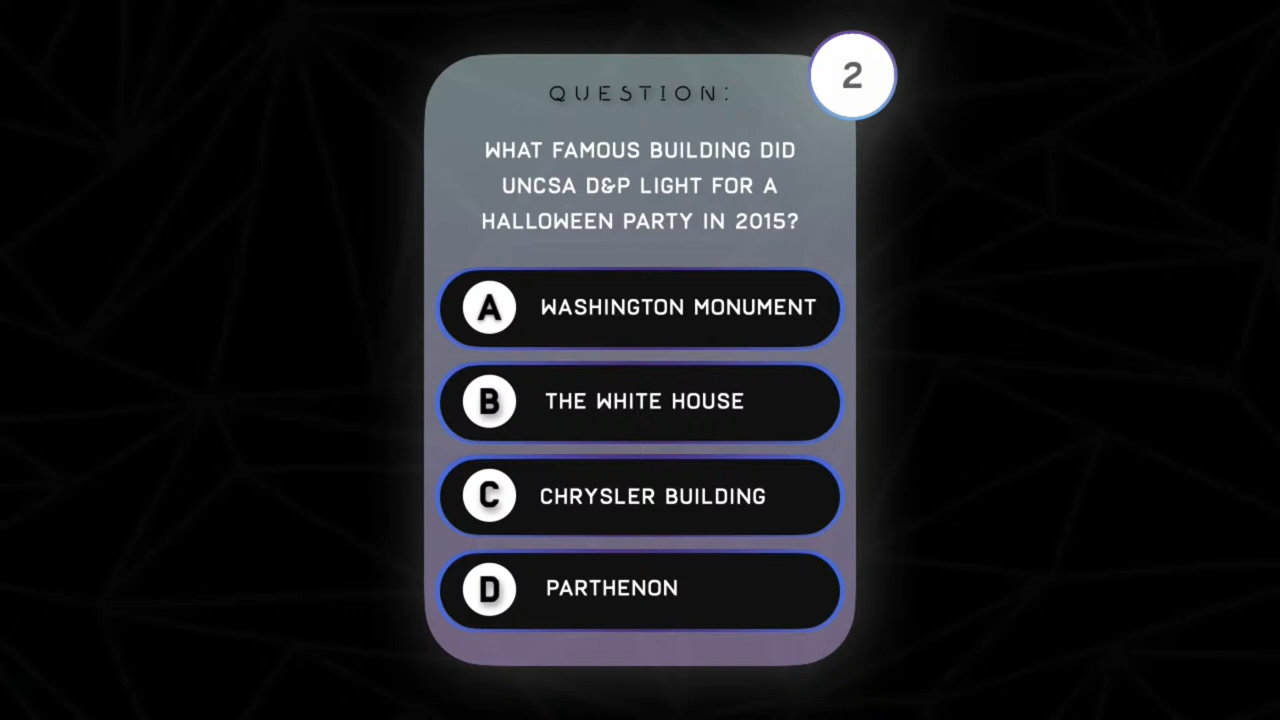 2
QUESTION:
WHAT FAMOUS BUILDING DID
UNCSA D&P LIGHT FOR A
HALLOWEEN PARTY IN 2015?
A WASHINGTON MONUMENT
B THE WHITE HOUSE
C CHRYSLER BUILDING
D PARTHENON